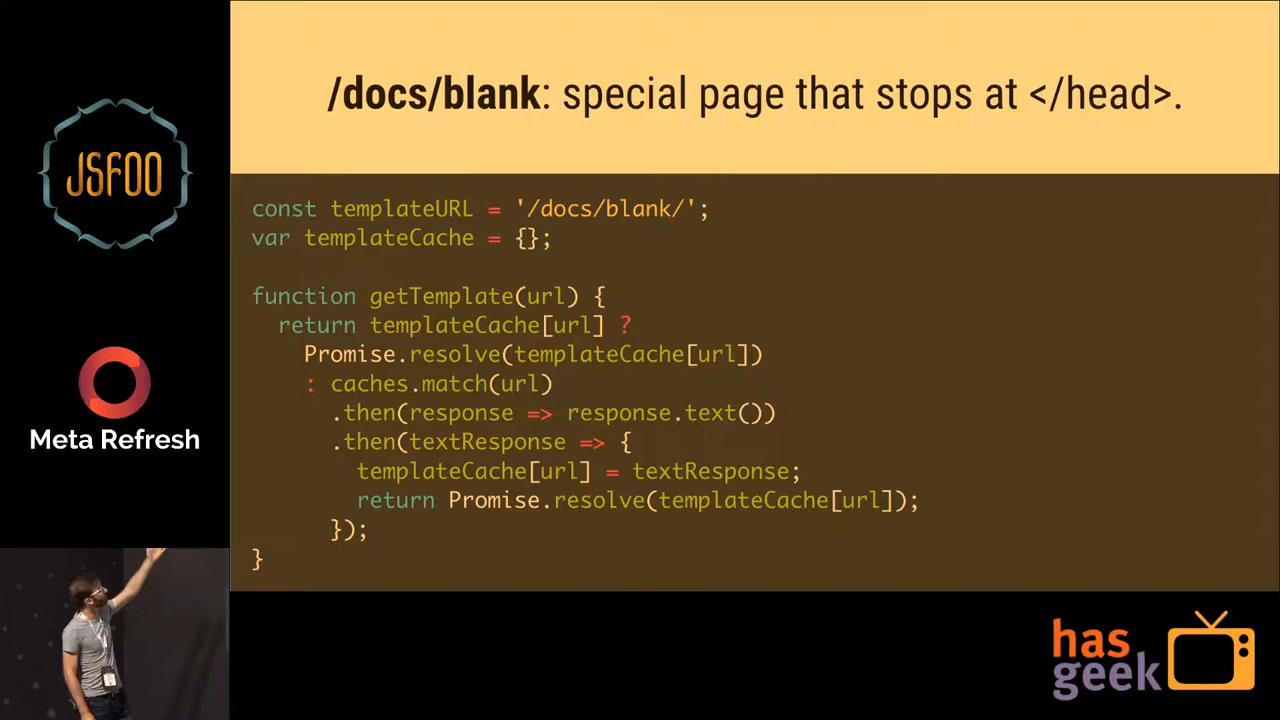 /docs/blank: special page that stops at </head>.
JSFOO
Meta Refresh
const templateURL = '/docs/blank/';
var templateCache = {};
function getTemplate(url) {
  return templateCache[url] ?
    Promise.resolve(templateCache[url])
    : caches.match(url)
      .then(response => response.text())
      .then(textResponse => {
        templateCache[url] = textResponse;
        return Promise.resolve(templateCache[url]);
      });
}
has
geek